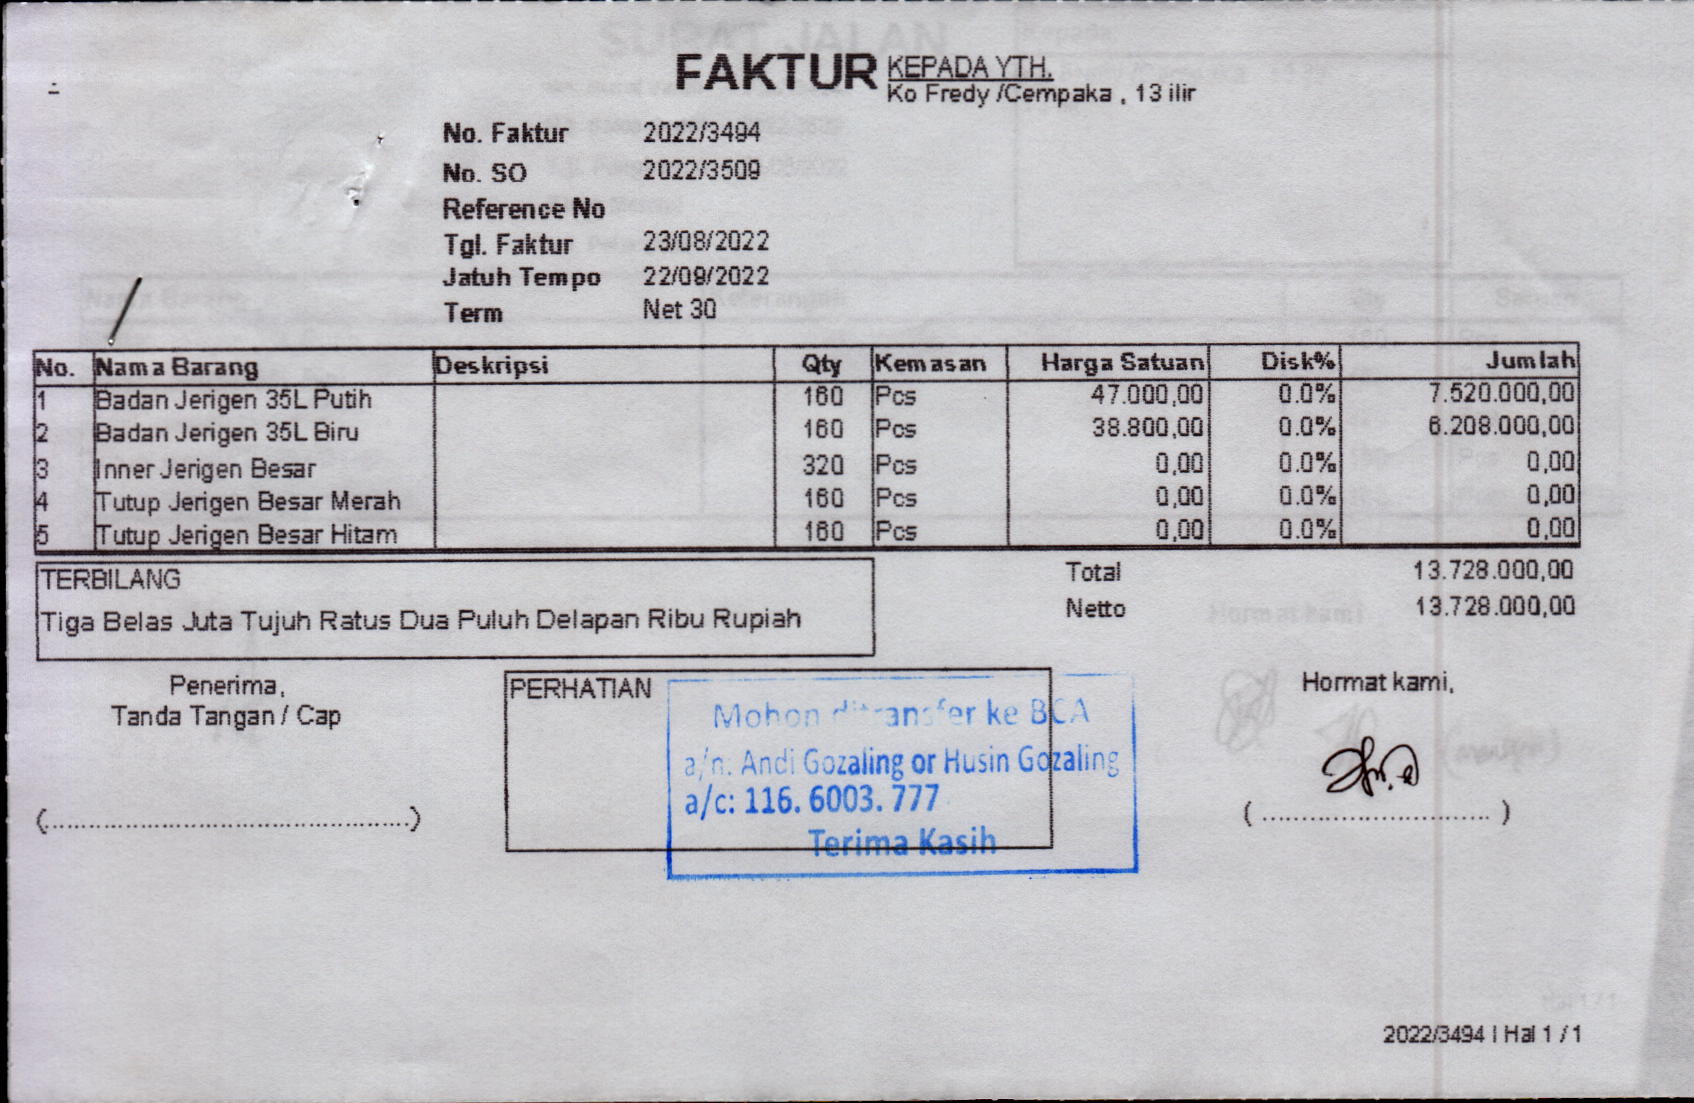 FAKTUR
KEPADA YTH.
Ko Fredy /Cempaka , 13 ilir
No. Faktur 2022/3494
No. SO 2022/3509
Reference No
Tgl. Faktur 23/08/2022
Jatuh Tempo 22/09/2022
Term Net 30
No. Nama Barang Deskripsi Qty Kemasan Harga Satuan Disk% Jumlah
1 Badan Jerigen 35L Putih 160 Pcs 47.000,00 0.0% 7.520.000,00
2 Badan Jerigen 35L Biru 160 Pcs 38.800,00 0.0% 6.208.000,00
3 Inner Jerigen Besar 320 Pcs 0,00 0.0% 0,00
4 Tutup Jerigen Besar Merah 160 Pcs 0,00 0.0% 0,00
5 Tutup Jerigen Besar Hitam 160 Pcs 0,00 0.0% 0,00
TERBILANG
Tiga Belas Juta Tujuh Ratus Dua Puluh Delapan Ribu Rupiah
Total 13.728.000,00
Netto 13.728.000,00
Penerima,
Tanda Tangan / Cap
(................................................)
PERHATIAN
Mohon ditransfer ke BCA
a/n. Andi Gozaling or Husin Gozaling
a/c: 116. 6003. 777
Terima Kasih
Hormat kami,
( .............................. )
2022/3494 | Hal 1 / 1